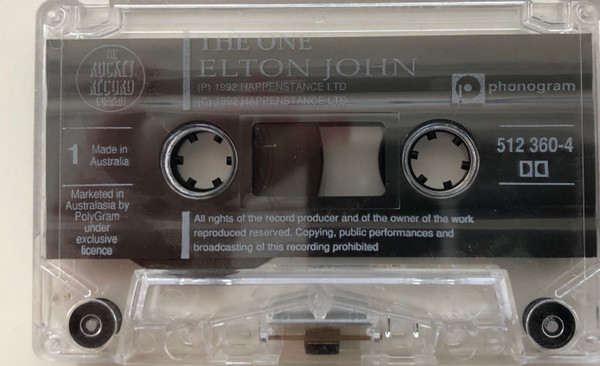 THE ONE
ELTON JOHN
(P) 1992 HAPPENSTANCE LTD
(C) 1992 HAPPENSTANCE LTD
THE
ROCKET
RECORD
COMPANY
phonogram
1
Made in
Australia
512 360-4
Marketed in
Australasia by
PolyGram
under
exclusive
licence
All rights of the record producer and of the owner of the work
reproduced reserved. Copying, public performances and
broadcasting of this recording prohibited